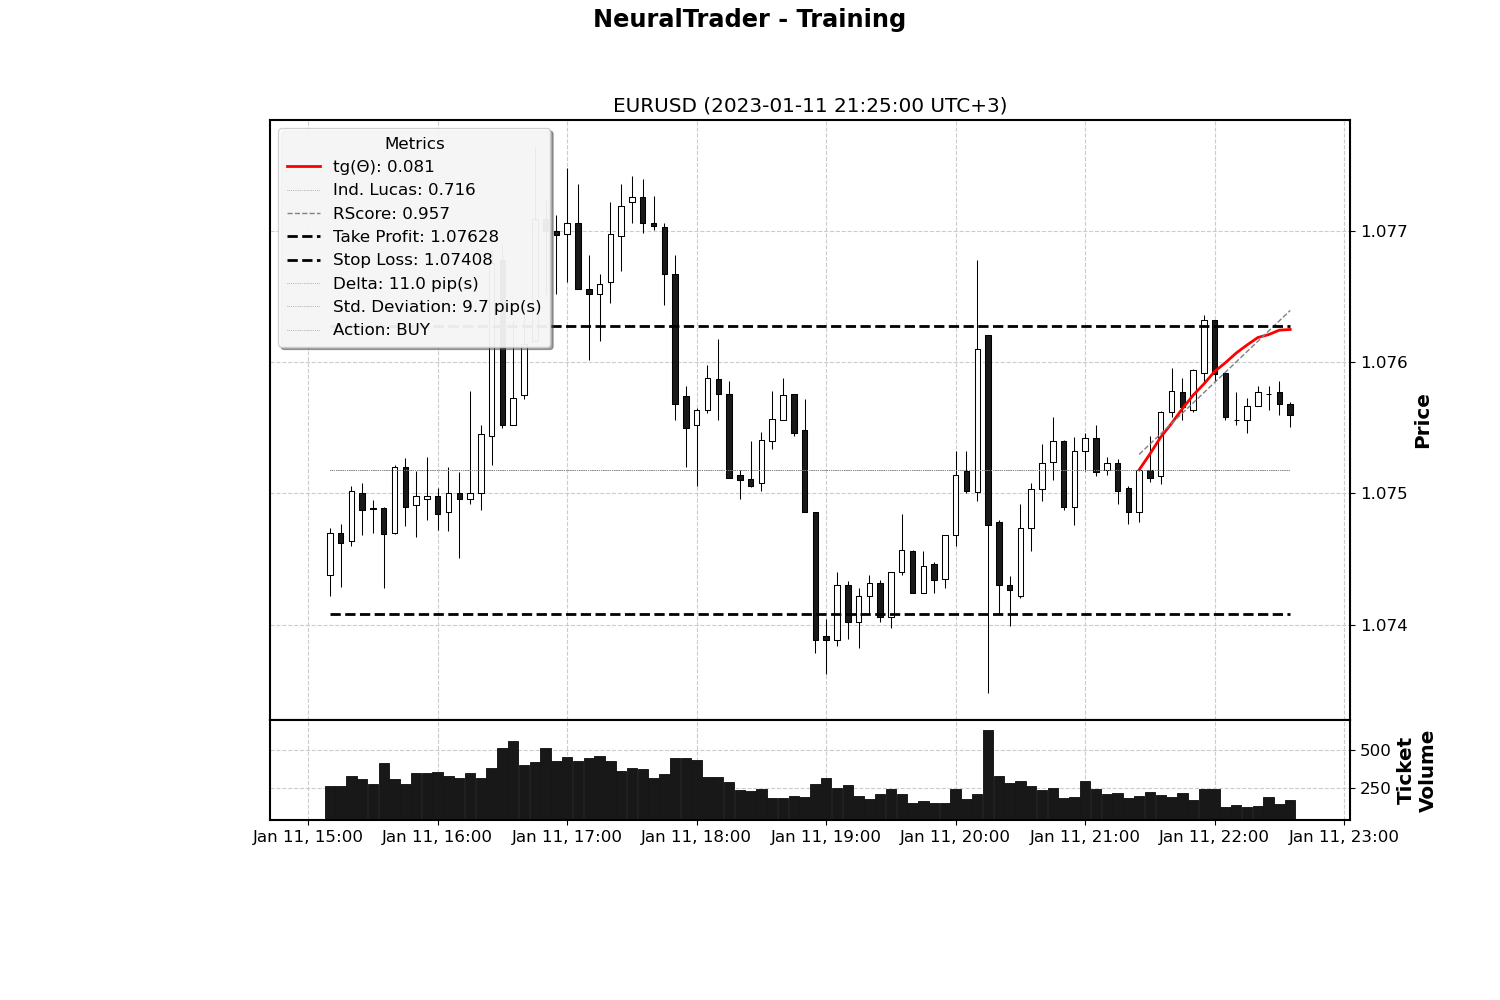 NeuralTrader - Training
EURUSD (2023-01-11 21:25:00 UTC+3)
Metrics
tg(Θ): 0.081
Ind. Lucas: 0.716
RScore: 0.957
Take Profit: 1.07628
Stop Loss: 1.07408
Delta: 11.0 pip(s)
Std. Deviation: 9.7 pip(s)
Action: BUY
1.077
1.076
1.075
1.074
Price
500
250
Ticket
Volume
Jan 11, 15:00
Jan 11, 16:00
Jan 11, 17:00
Jan 11, 18:00
Jan 11, 19:00
Jan 11, 20:00
Jan 11, 21:00
Jan 11, 22:00
Jan 11, 23:00